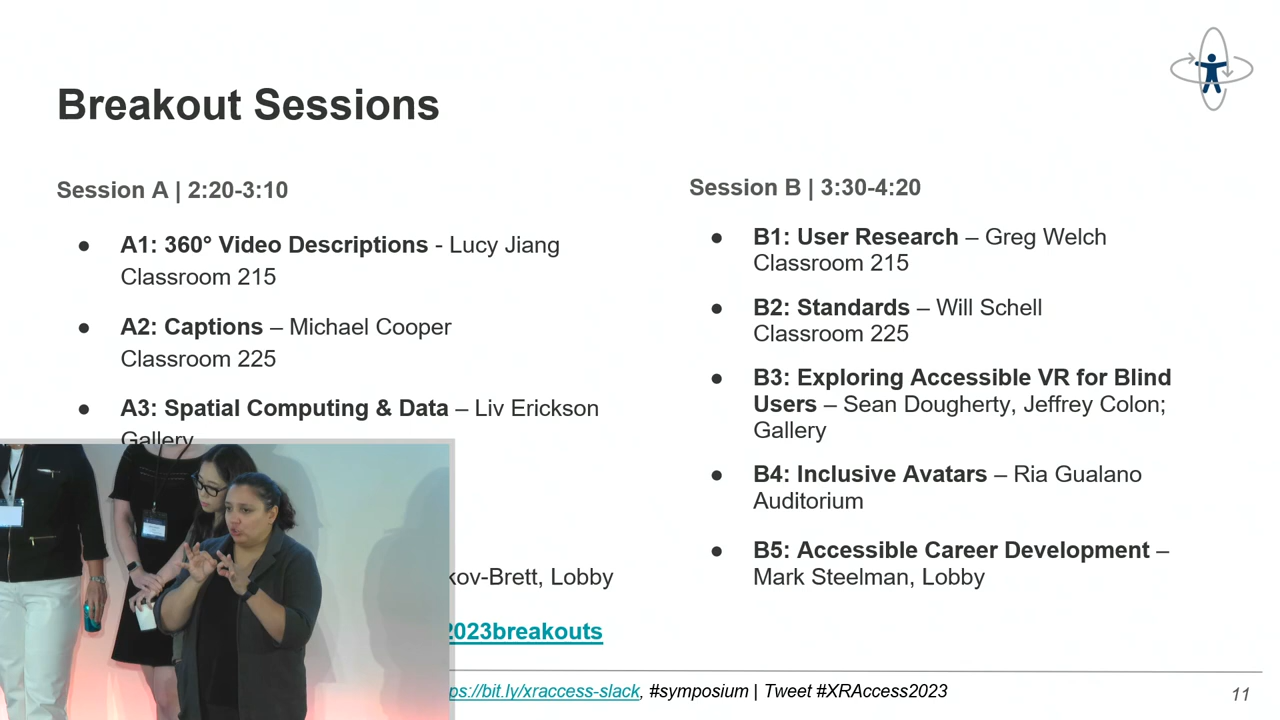 Breakout Sessions
Session A | 2:20-3:10
● A1: 360° Video Descriptions - Lucy Jiang
Classroom 215
● A2: Captions – Michael Cooper
Classroom 225
● A3: Spatial Computing & Data – Liv Erickson
Gallery
kov-Brett, Lobby
2023breakouts
Session B | 3:30-4:20
● B1: User Research – Greg Welch
Classroom 215
● B2: Standards – Will Schell
Classroom 225
● B3: Exploring Accessible VR for Blind
Users – Sean Dougherty, Jeffrey Colon;
Gallery
● B4: Inclusive Avatars – Ria Gualano
Auditorium
● B5: Accessible Career Development –
Mark Steelman, Lobby
ps://bit.ly/xraccess-slack, #symposium | Tweet #XRAccess2023
11